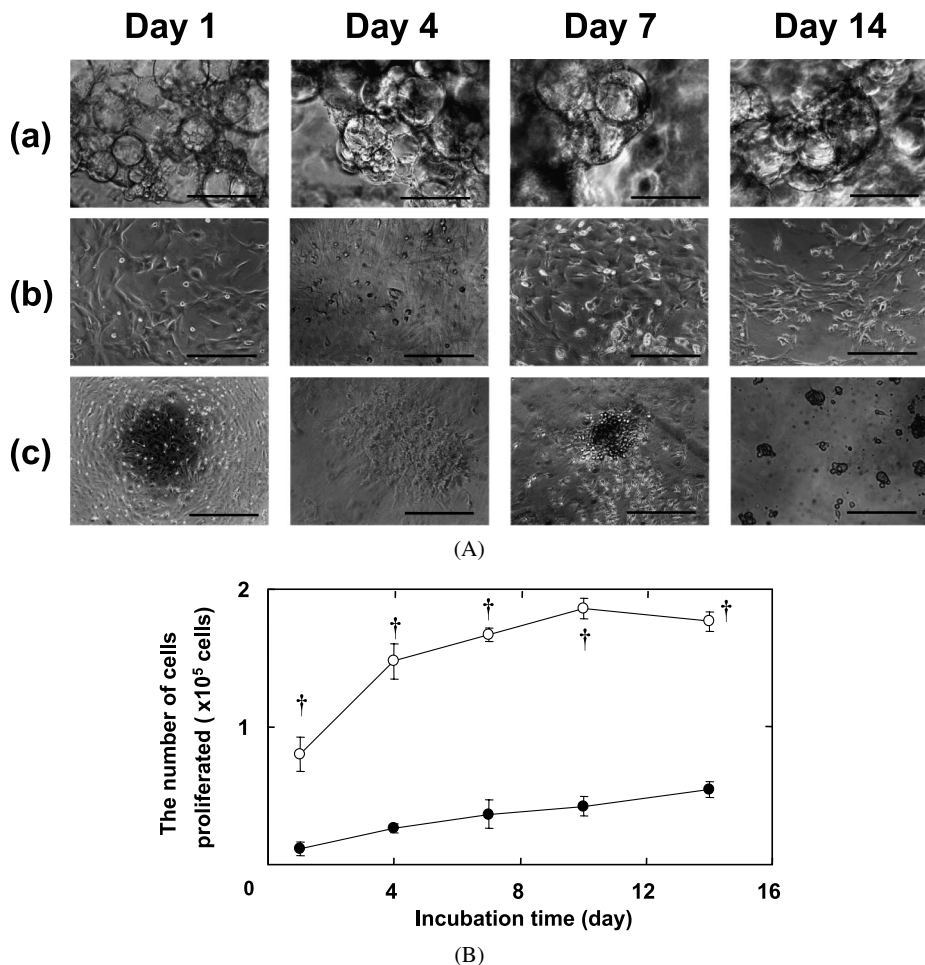 Day 1 Day 4 Day 7 Day 14
(a)
(b)
(c)
(A)
2
1
0
The number of cells
proliferated ( x10⁵ cells)
† † † † †
4 8 12 16
Incubation time (day)
(B)